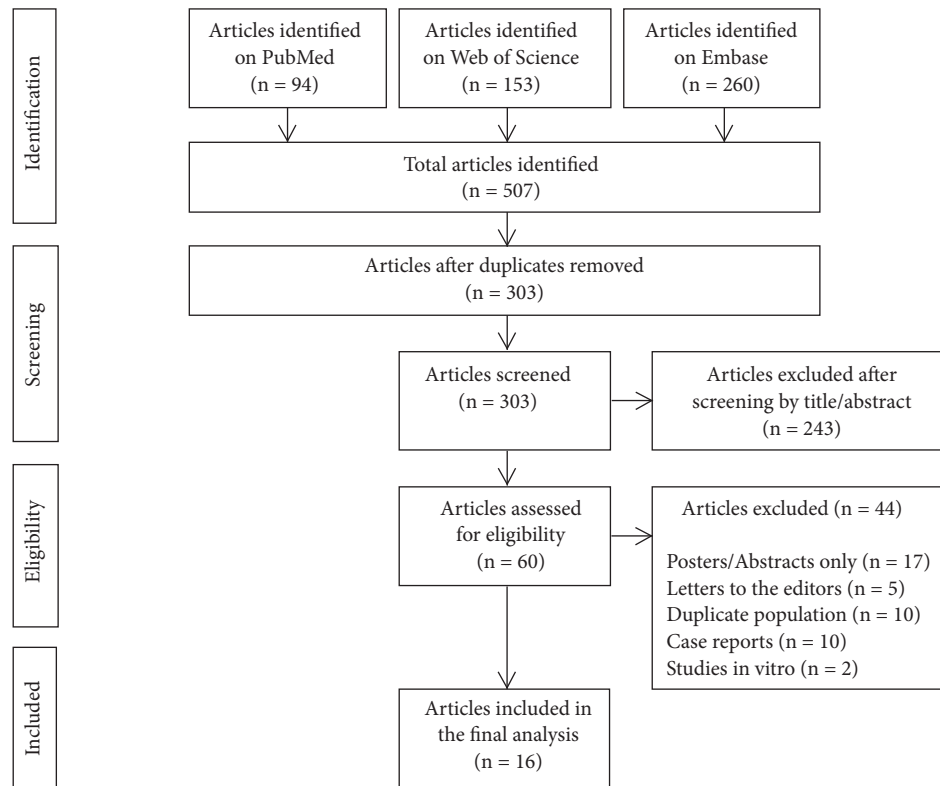 Identification
Articles identified
on PubMed
(n = 94)
Articles identified
on Web of Science
(n = 153)
Articles identified
on Embase
(n = 260)
Total articles identified
(n = 507)
Screening
Articles after duplicates removed
(n = 303)
Articles screened
(n = 303)
Articles excluded after
screening by title/abstract
(n = 243)
Eligibility
Articles assessed
for eligibility
(n = 60)
Articles excluded (n = 44)
Posters/Abstracts only (n = 17)
Letters to the editors (n = 5)
Duplicate population (n = 10)
Case reports (n = 10)
Studies in vitro (n = 2)
Included
Articles included in
the final analysis
(n = 16)